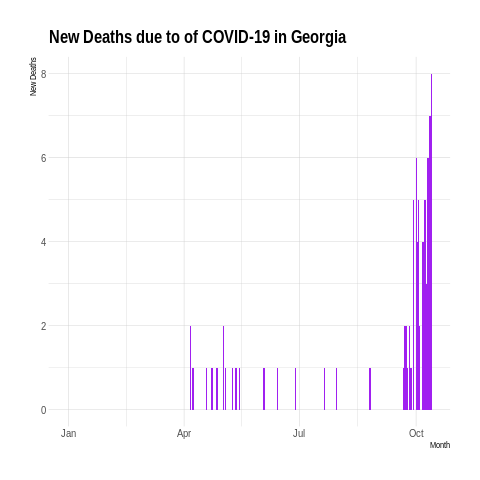 New Deaths due to of COVID-19 in Georgia
New Deaths
8
6
4
2
0
Jan Apr Jul Oct
Month